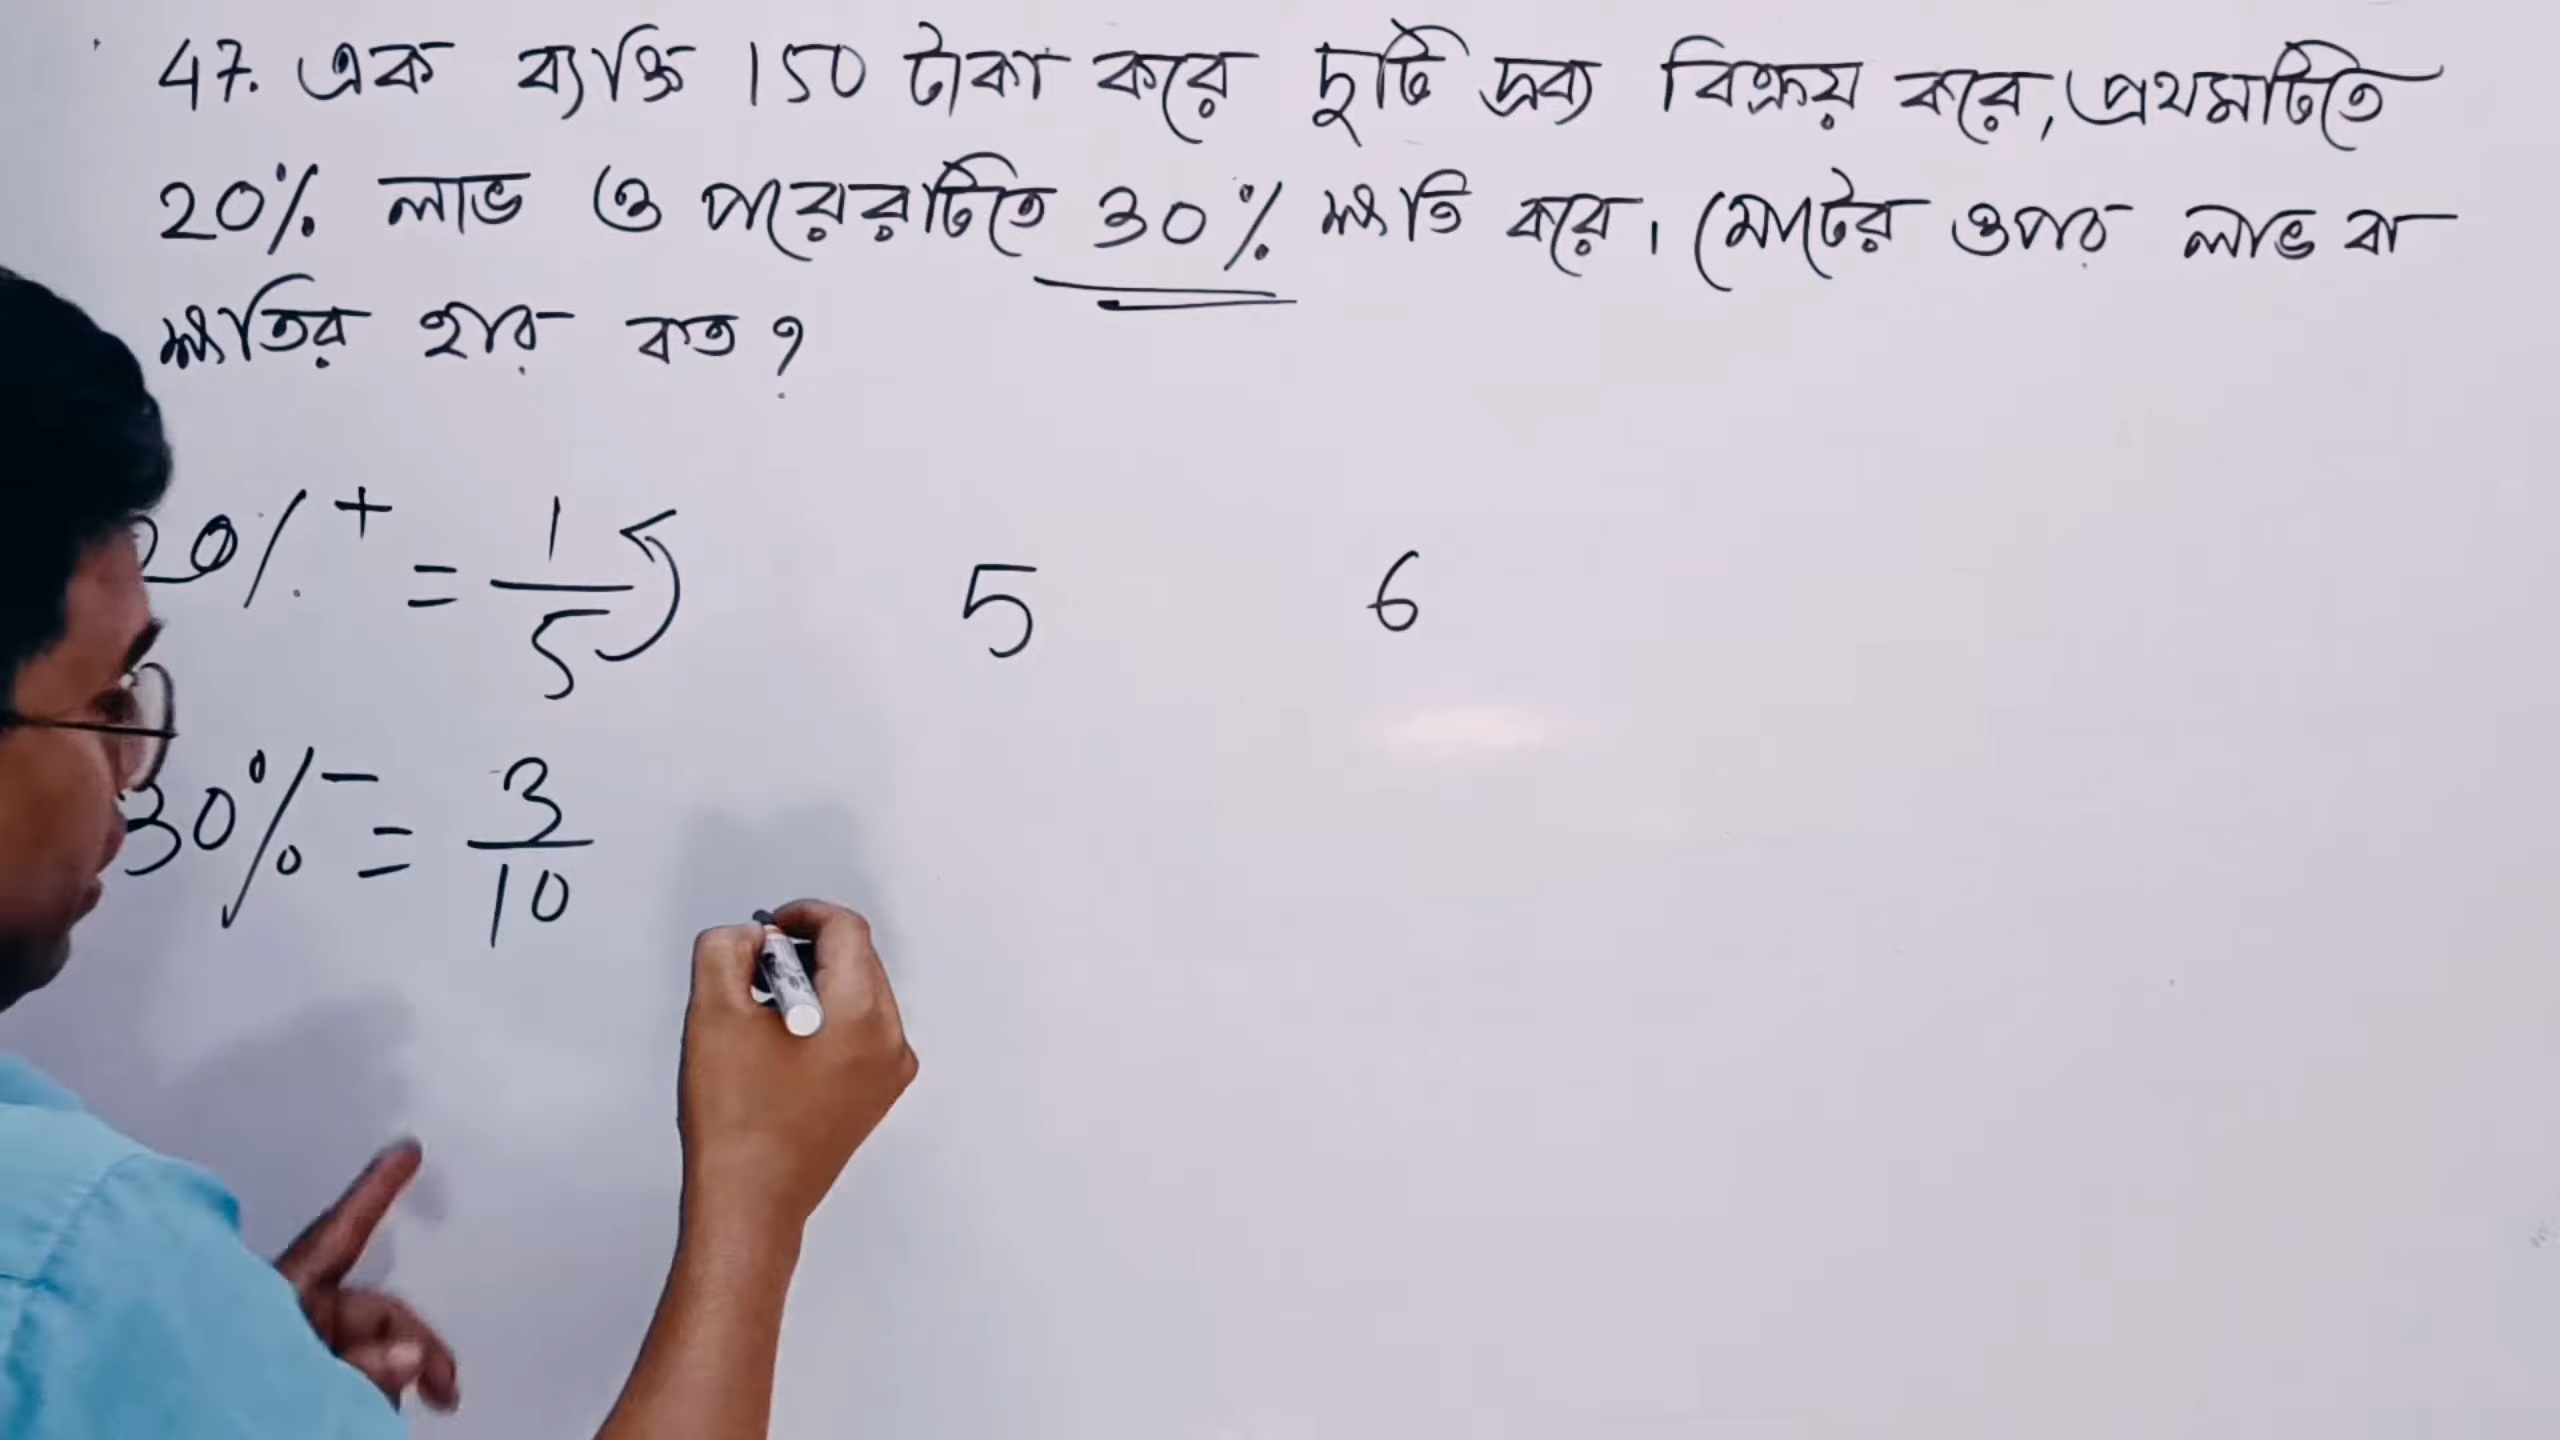 47. এক ব্যক্তি 150 টাকা করে দুটি দ্রব্য বিক্রয় করে, প্রথমটিতে
20% লাভ ও পরেরটিতে 30% ক্ষতি করে। মোটের ওপর লাভ বা
ক্ষতির হার কত?
20% + = 1/5 5 6
30% - = 3/10